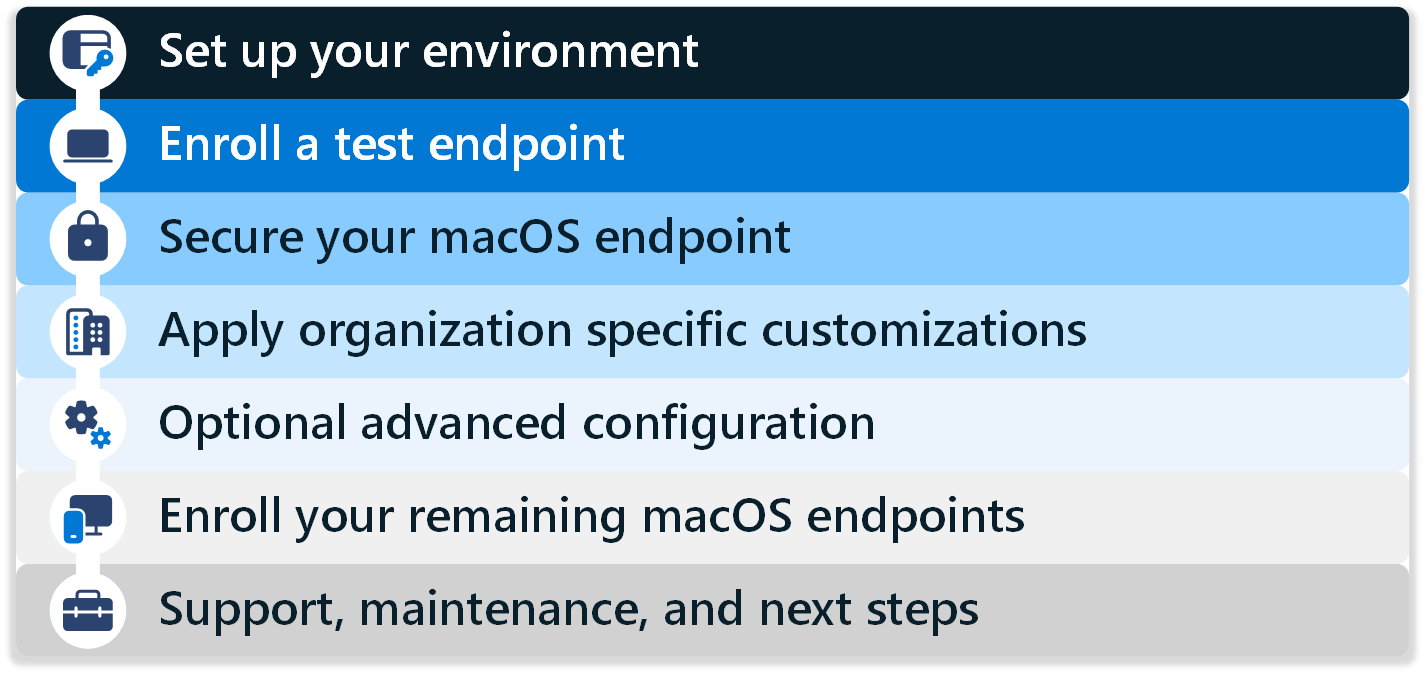 Set up your environment
Enroll a test endpoint
Secure your macOS endpoint
Apply organization specific customizations
Optional advanced configuration
Enroll your remaining macOS endpoints
Support, maintenance, and next steps